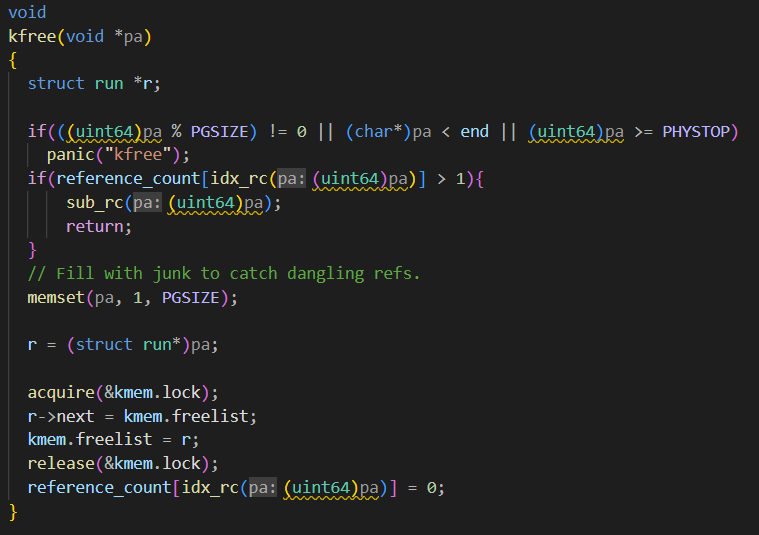 void
kfree(void *pa)
{
  struct run *r;

  if(((uint64)pa % PGSIZE) != 0 || (char*)pa < end || (uint64)pa >= PHYSTOP)
    panic("kfree");
  if(reference_count[idx_rc(pa: (uint64)pa)] > 1){
      sub_rc(pa: (uint64)pa);
      return;
  }
  // Fill with junk to catch dangling refs.
  memset(pa, 1, PGSIZE);

  r = (struct run*)pa;

  acquire(&kmem.lock);
  r->next = kmem.freelist;
  kmem.freelist = r;
  release(&kmem.lock);
  reference_count[idx_rc(pa: (uint64)pa)] = 0;
}